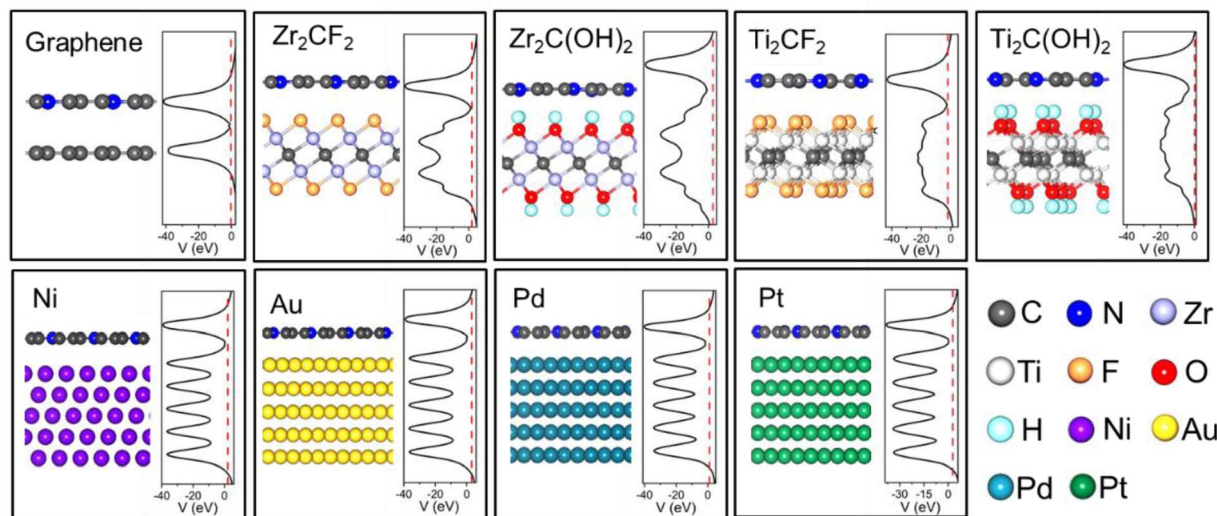 Graphene
-40 -20 0
V (eV)
Zr₂CF₂
-40 -20 0
V (eV)
Zr₂C(OH)₂
-40 -20 0
V (eV)
Ti₂CF₂
-40 -20 0
V (eV)
Ti₂C(OH)₂
-40 -20 0
V (eV)
Ni
-40 -20 0
V (eV)
Au
-40 -20 0
V (eV)
Pd
-40 -20 0
V (eV)
Pt
-30 -15 0
V (eV)
C N Zr
Ti F O
H Ni Au
Pd Pt